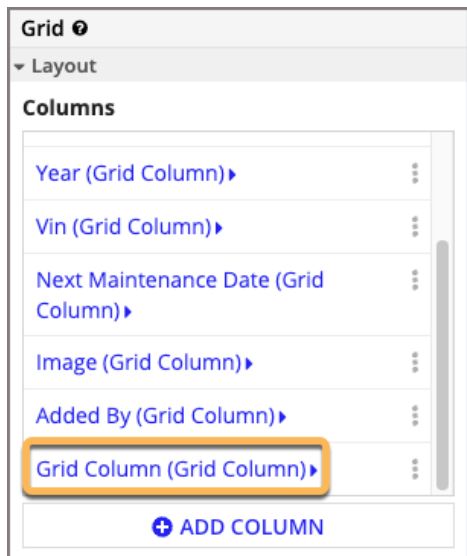 Grid ?
Layout
Columns
Year (Grid Column)
Vin (Grid Column)
Next Maintenance Date (Grid
Column)
Image (Grid Column)
Added By (Grid Column)
Grid Column (Grid Column)
ADD COLUMN